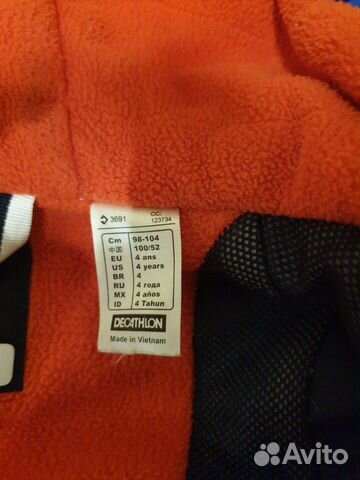 3691 CC: 123734
Cm 98-104
中国 100/52
EU 4 ans
US 4 years
BR 4
RU 4 года
MX 4 años
ID 4 Tahun
DECATHLON
Made in Vietnam
Avito